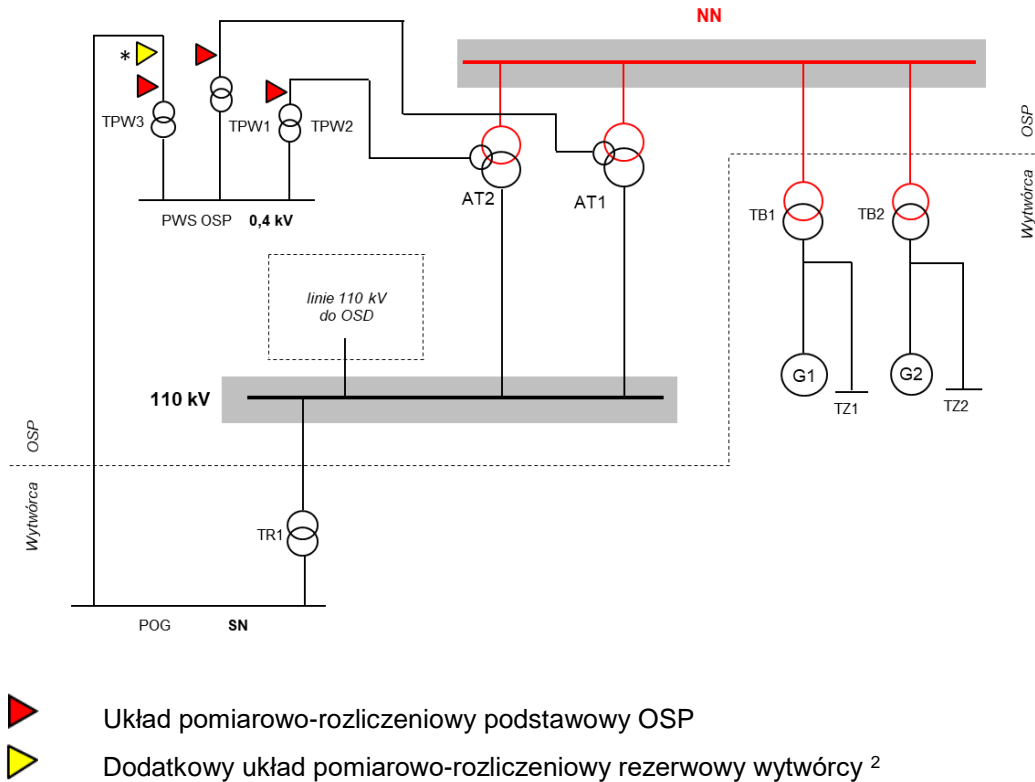 NN
*
TPW3
TPW1
TPW2
OSP
Wytwórca
AT2
AT1
TB1
TB2
PWS OSP 0,4 kV
linie 110 kV
do OSD
G1
G2
TZ1
TZ2
110 kV
OSP
Wytwórca
TR1
POG SN
Układ pomiarowo-rozliczeniowy podstawowy OSP
Dodatkowy układ pomiarowo-rozliczeniowy rezerwowy wytwórcy ²